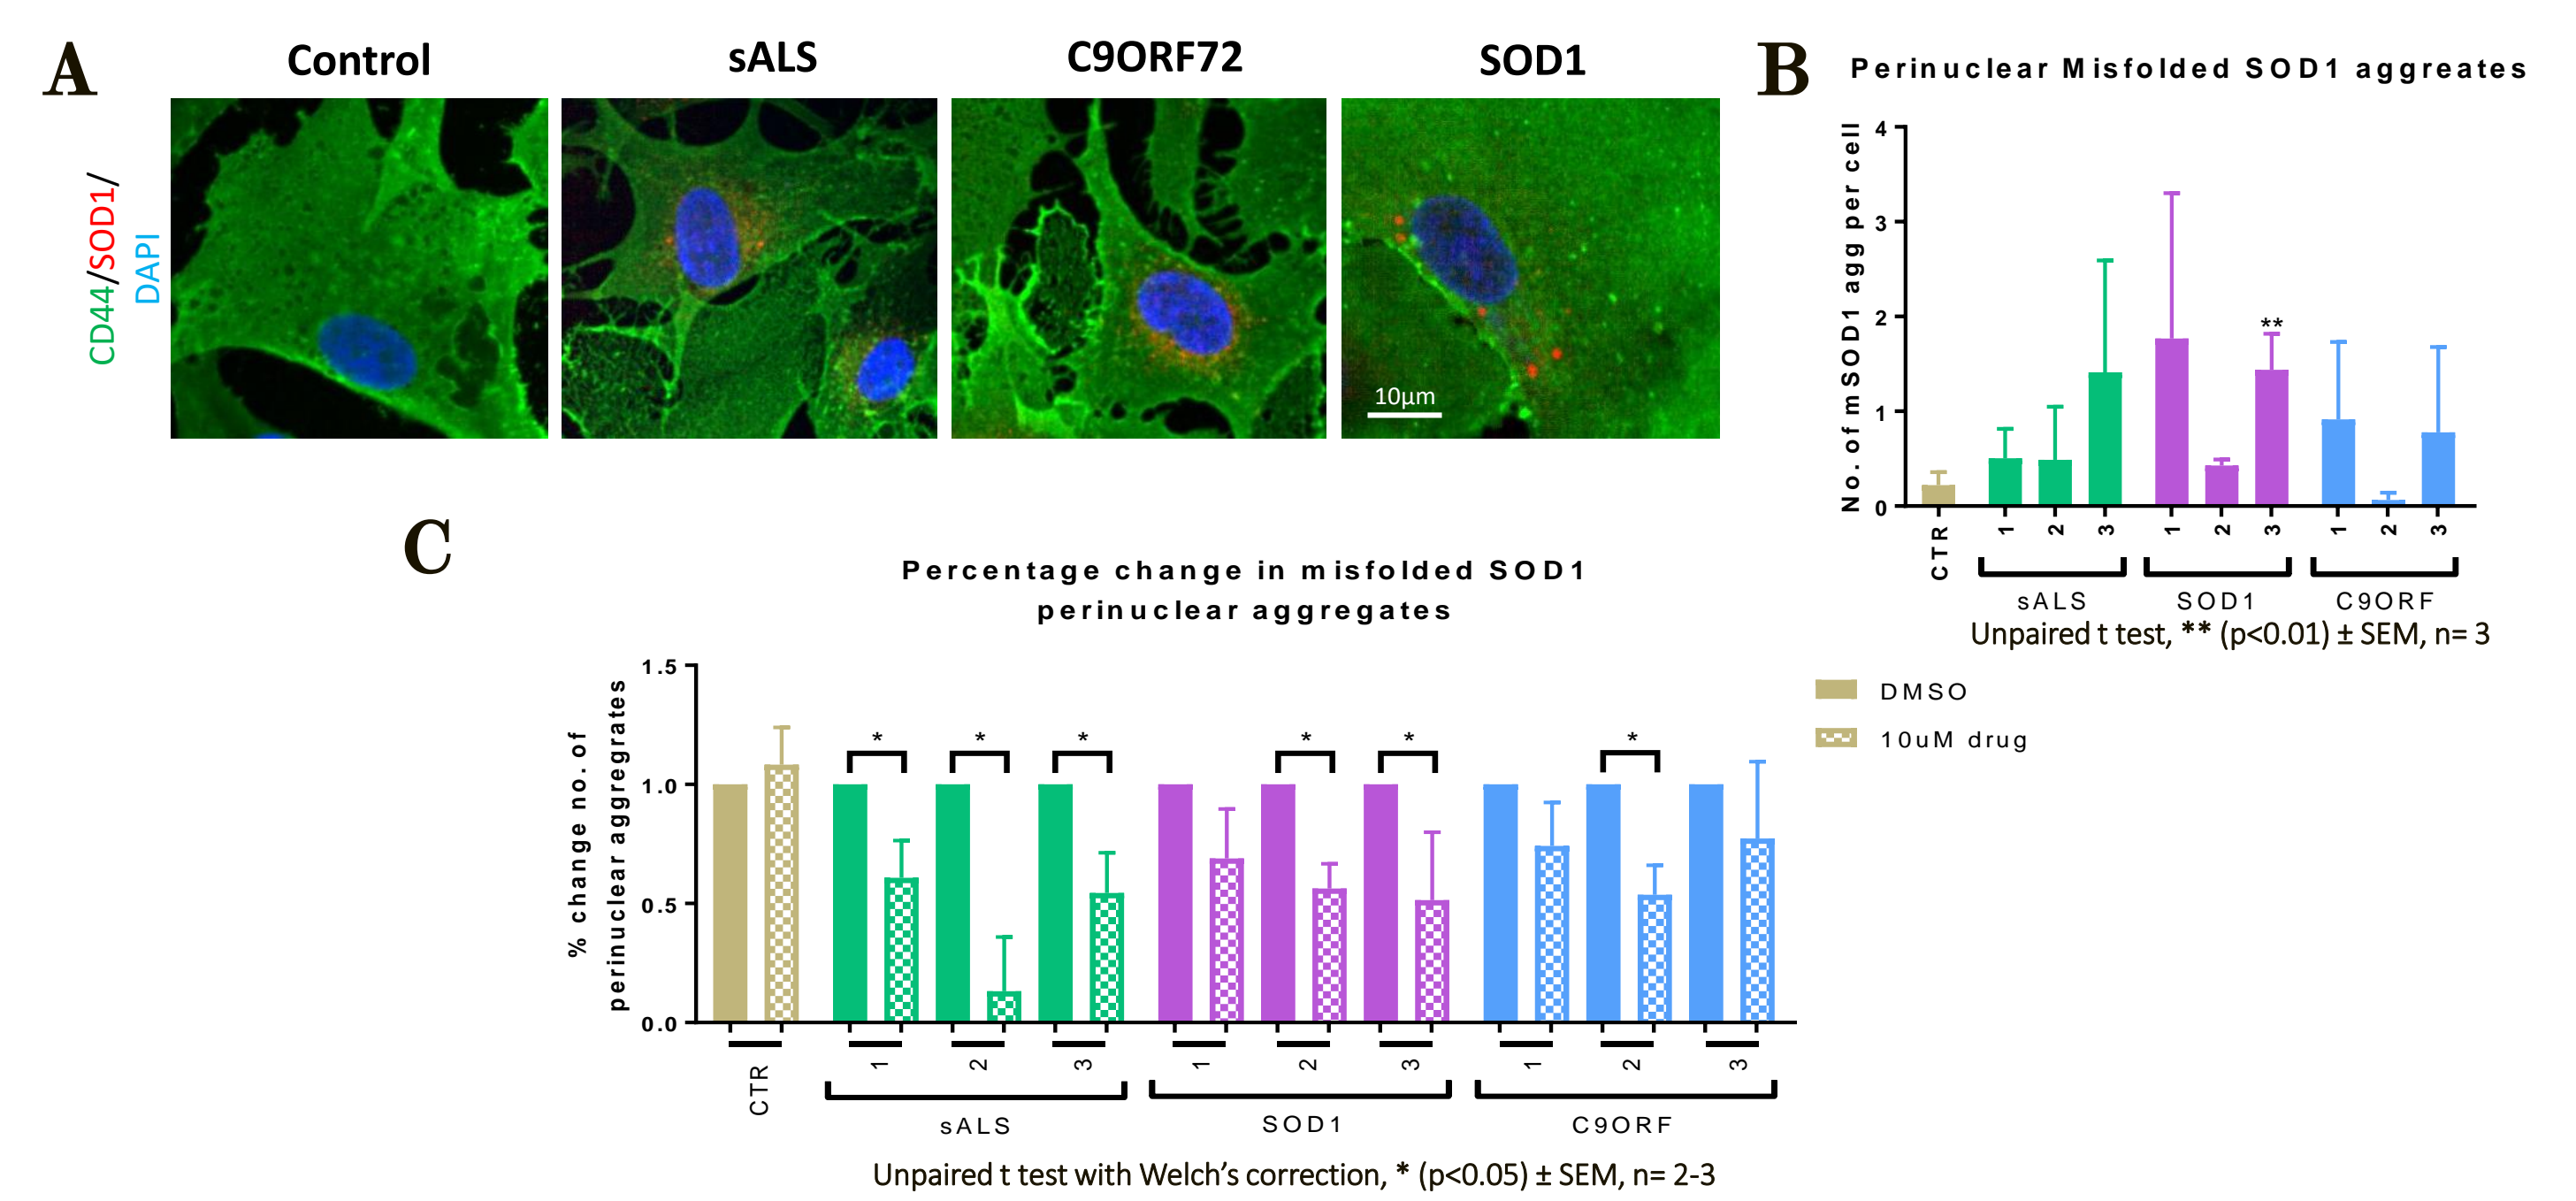 A
Control
sALS
C9ORF72
SOD1
CD44/SOD1/
DAPI
10µm
B
Perinuclear Misfolded SOD1 aggreates
No. of mSOD1 agg per cell
4
3
2
1
0
**
CTR
1
2
3
1
2
3
1
2
3
sALS
SOD1
C9ORF
Unpaired t test, ** (p<0.01) ± SEM, n= 3
C
Percentage change in misfolded SOD1
perinuclear aggregates
% change no. of
perinuclear aggregrates
1.5
1.0
0.5
0.0
*
*
*
*
*
*
CTR
1
2
3
1
2
3
1
2
3
sALS
SOD1
C9ORF
DMSO
10uM drug
Unpaired t test with Welch’s correction, * (p<0.05) ± SEM, n= 2-3